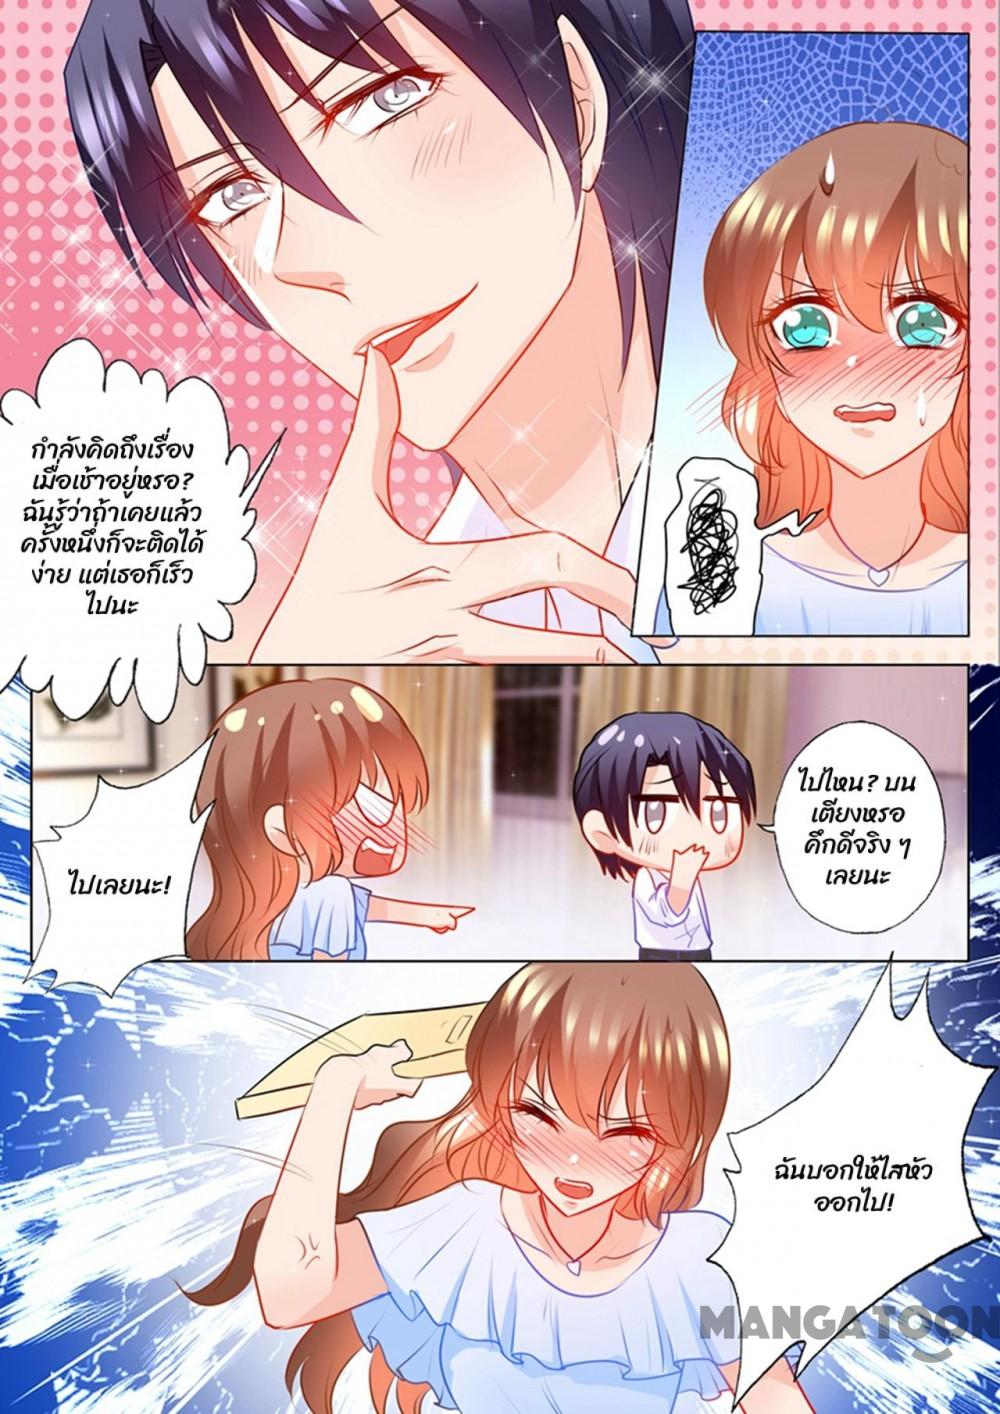 กำลังคิดถึงเรื่อง
เมื่อเช้าอยู่หรอ?
ฉันรู้ว่าถ้าเคยแล้ว
ครั้งหนึ่งก็จะติดได้
ง่าย แต่เธอก็เร็ว
ไปนะ
ไปเลยนะ!
ไปไหน? บน
เตียงหรอ
คึกดีจริง ๆ
เลยนะ
ฉันบอกให้ไสหัว
ออกไป!
MANGATOON